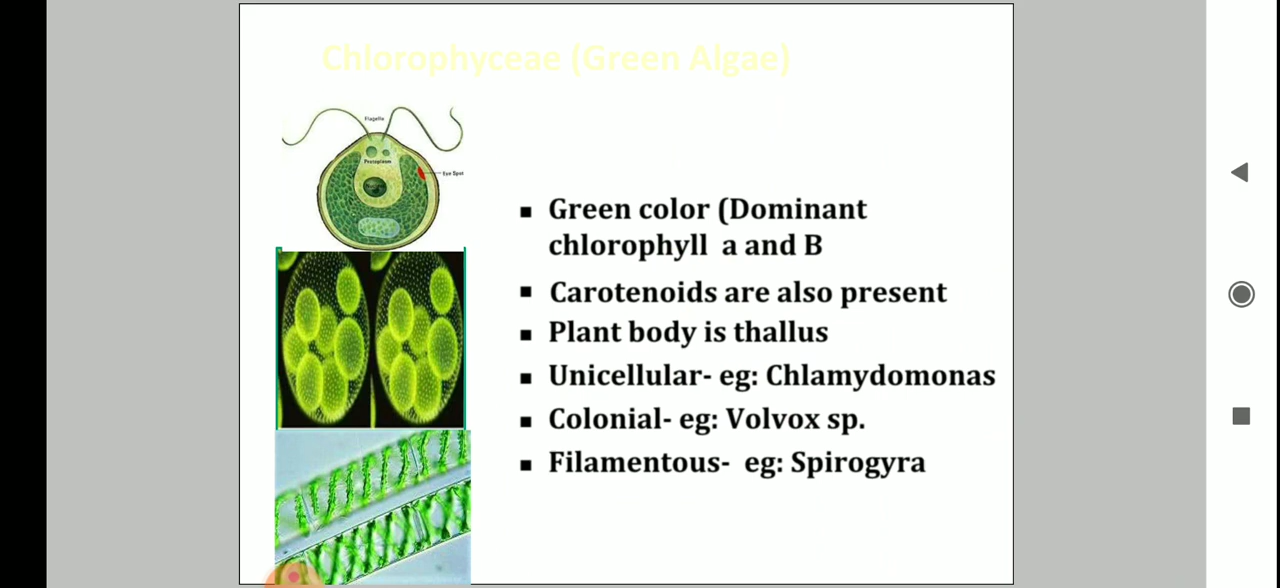 Chlorophyceae (Green Algae)
Flagella
Protoplasm
Eye Spot
▪ Green color (Dominant
chlorophyll a and B
▪ Carotenoids are also present
▪ Plant body is thallus
▪ Unicellular- eg: Chlamydomonas
▪ Colonial- eg: Volvox sp.
▪ Filamentous- eg: Spirogyra